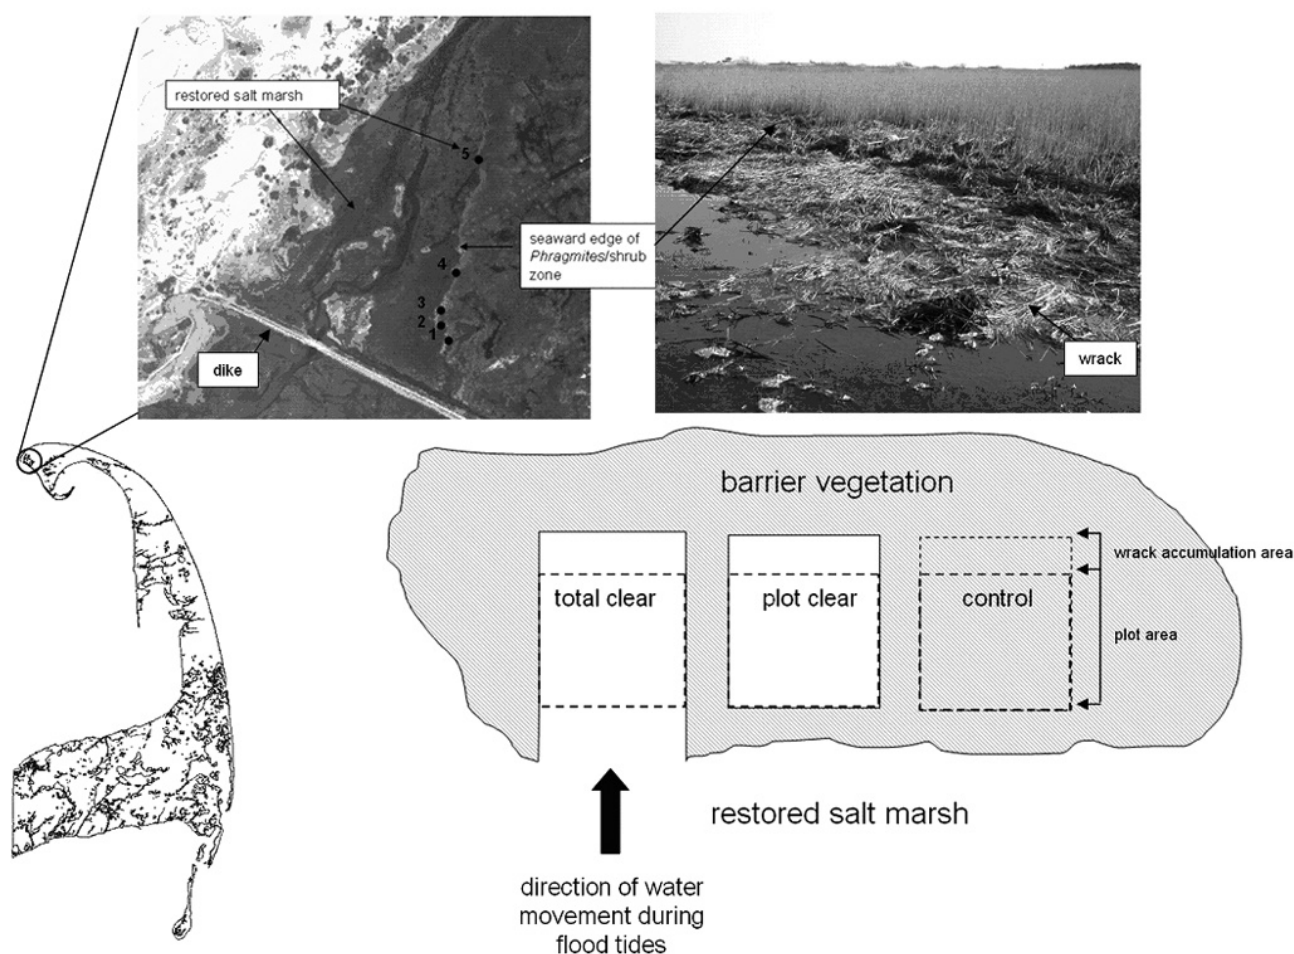 restored salt marsh
5
seaward edge of
Phragmites/shrub
zone
4
3
2
1
dike
wrack
barrier vegetation
wrack accumulation area
total clear
plot clear
control
plot area
restored salt marsh
direction of water
movement during
flood tides